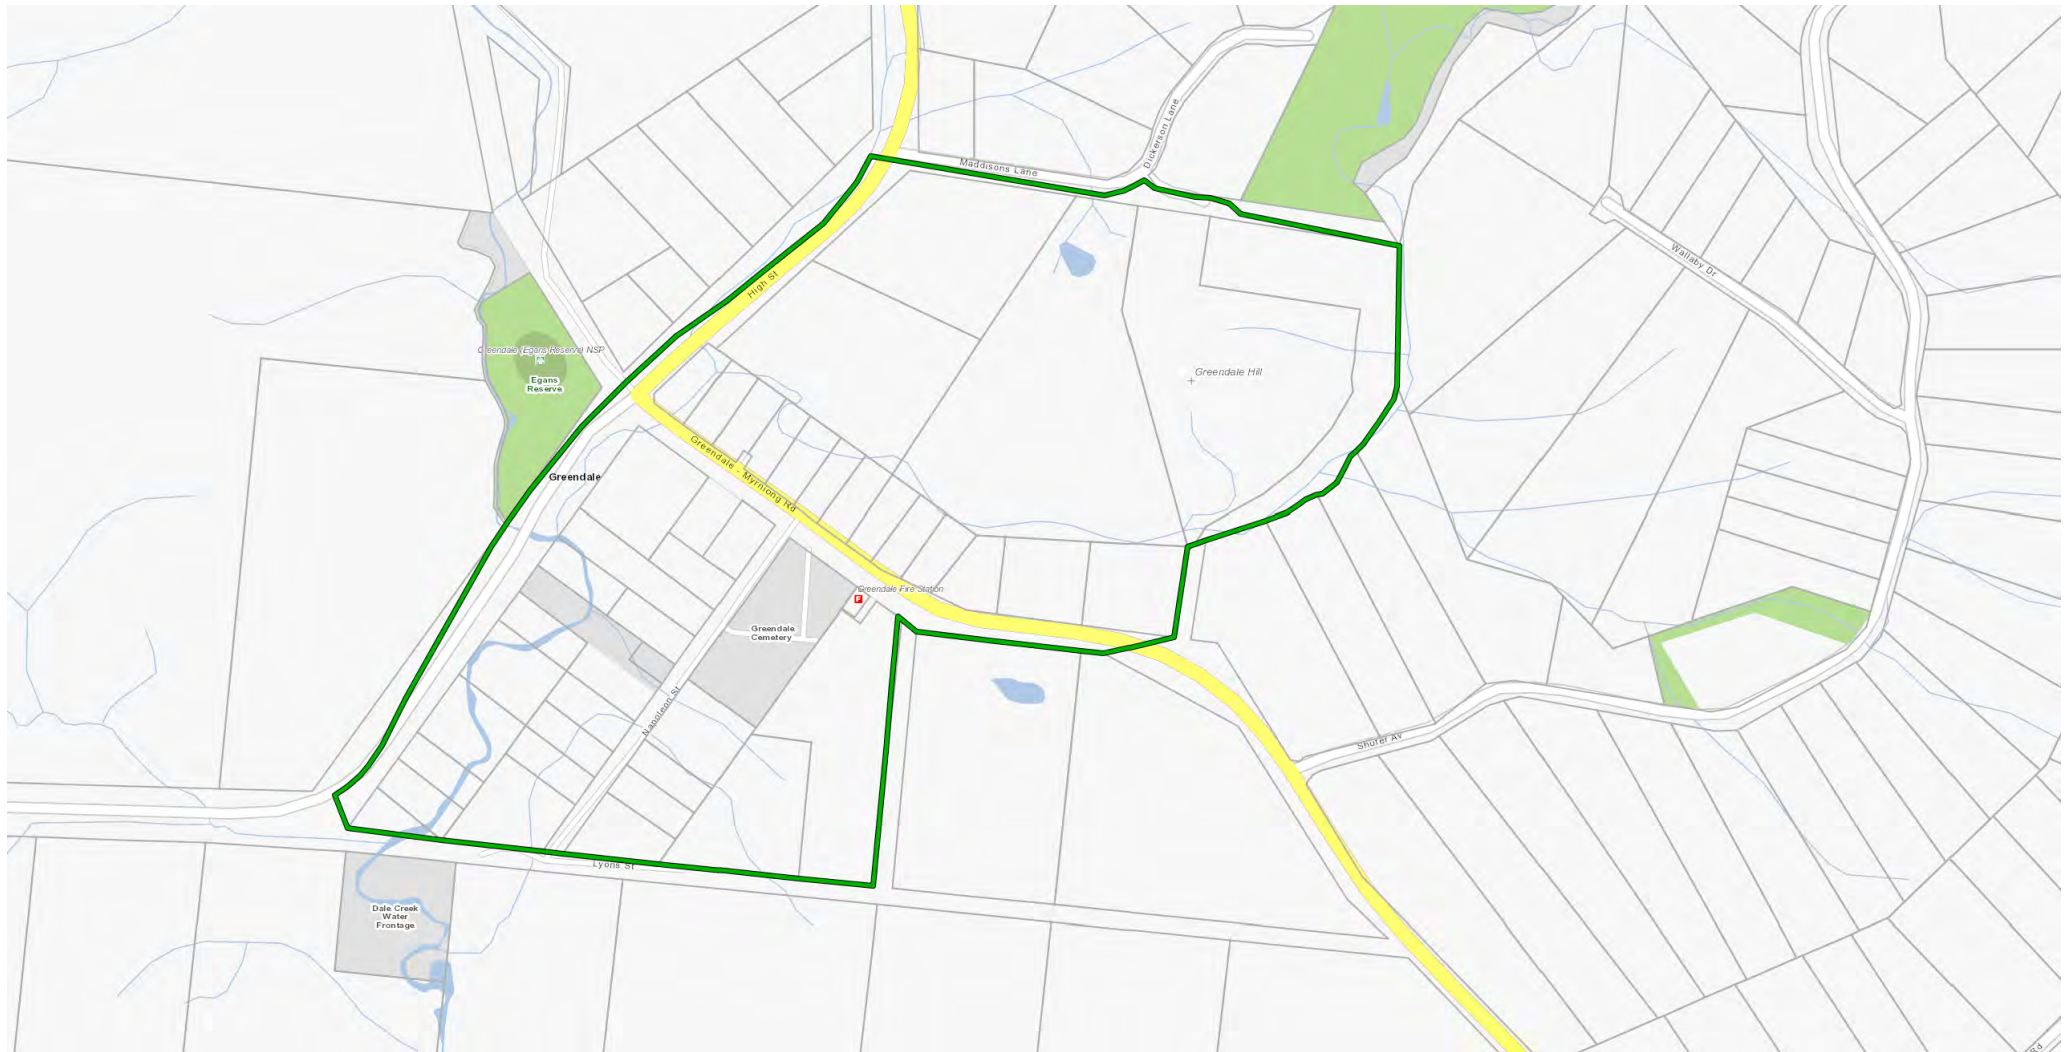 Maddisons Lane
Dickerson Lane
Wallaby Dr
High St
Greendale (Egans Reserve) NSP
Egans
Reserve
Greendale Hill
Greendale - Myrniong Rd
Greendale
Greendale Fire Station
F
Greendale
Cemetery
Napoleon St
Shuter Av
Lyons St
Dale Creek
Water
Frontage
Rd